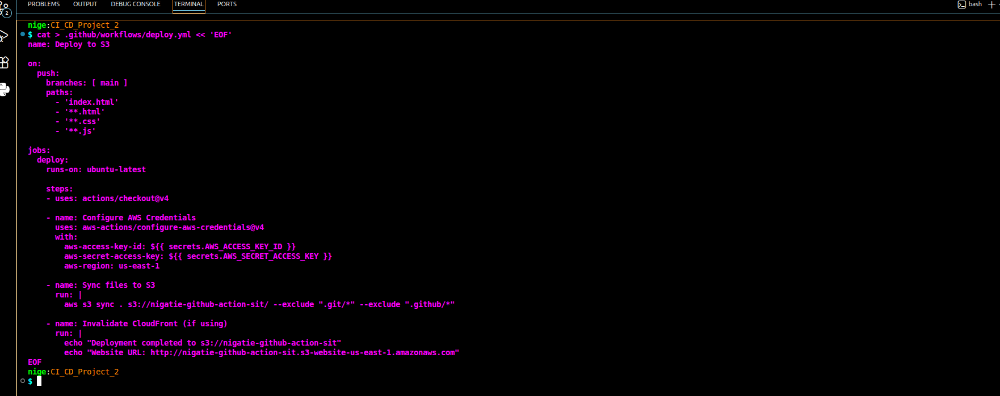 PROBLEMS OUTPUT DEBUG CONSOLE TERMINAL PORTS bash
2
nige:CI_CD_Project_2
$ cat > .github/workflows/deploy.yml << 'EOF'
name: Deploy to S3
on:
  push:
    branches: [ main ]
    paths:
      - 'index.html'
      - '**.html'
      - '**.css'
      - '**.js'
jobs:
  deploy:
    runs-on: ubuntu-latest
    steps:
    - uses: actions/checkout@v4
    - name: Configure AWS Credentials
      uses: aws-actions/configure-aws-credentials@v4
      with:
        aws-access-key-id: ${{ secrets.AWS_ACCESS_KEY_ID }}
        aws-secret-access-key: ${{ secrets.AWS_SECRET_ACCESS_KEY }}
        aws-region: us-east-1
    - name: Sync files to S3
      run: |
        aws s3 sync . s3://nigatie-github-action-sit/ --exclude ".git/*" --exclude ".github/*"
    - name: Invalidate CloudFront (if using)
      run: |
        echo "Deployment completed to s3://nigatie-github-action-sit"
        echo "Website URL: http://nigatie-github-action-sit.s3-website-us-east-1.amazonaws.com"
EOF
nige:CI_CD_Project_2
$